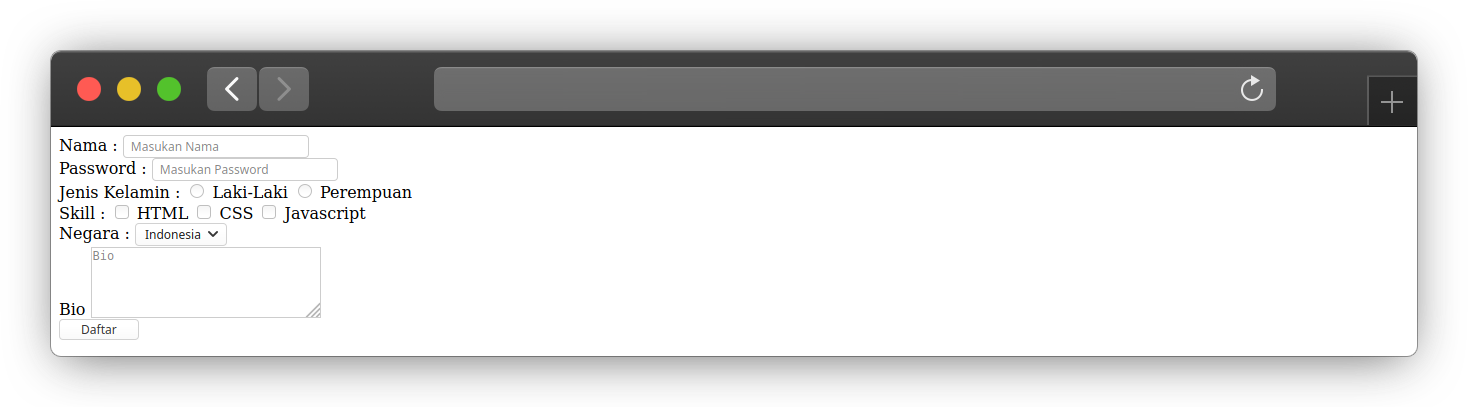 Nama : Masukan Nama
Password : Masukan Password
Jenis Kelamin : Laki-Laki Perempuan
Skill : HTML CSS Javascript
Negara : Indonesia
Bio
Bio
Daftar